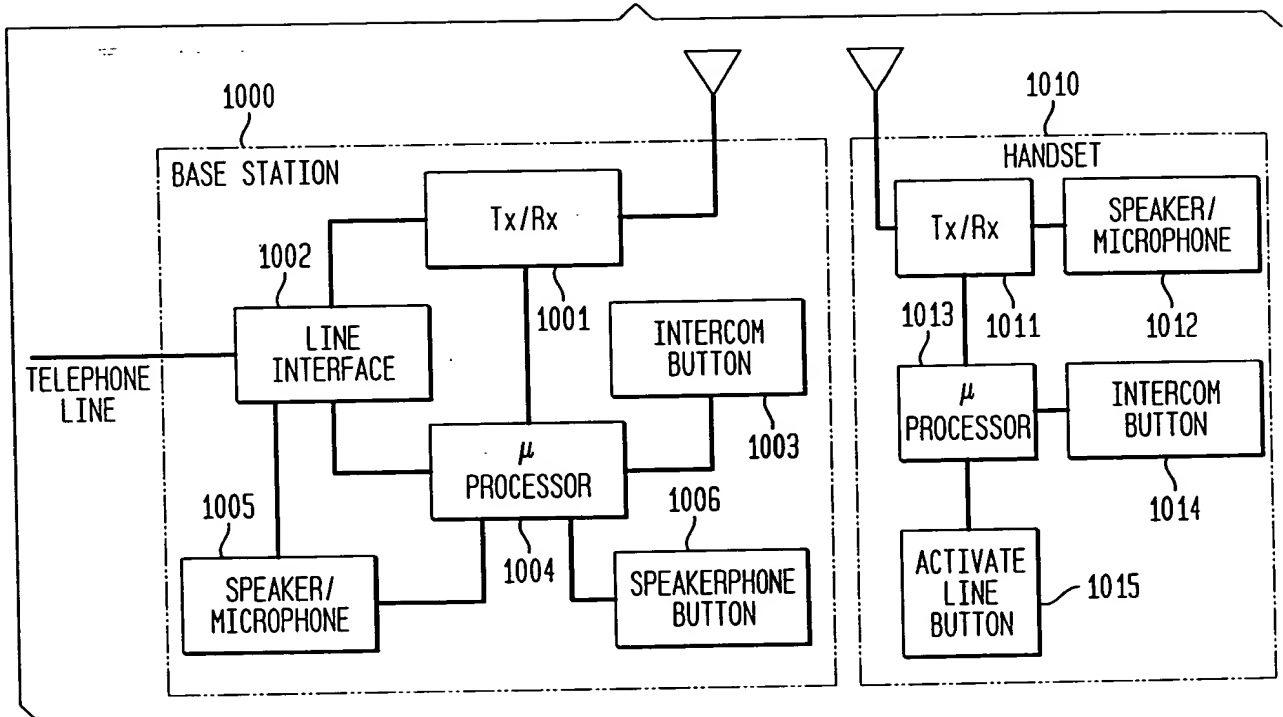 1000
BASE STATION
Tx/Rx
1001
1002
LINE
INTERFACE
TELEPHONE
LINE
INTERCOM
BUTTON
1003
μ
PROCESSOR
1004
1005
SPEAKER/
MICROPHONE
1006
SPEAKERPHONE
BUTTON
1010
HANDSET
Tx/Rx
1011
SPEAKER/
MICROPHONE
1012
1013
μ
PROCESSOR
INTERCOM
BUTTON
1014
ACTIVATE
LINE
BUTTON
1015